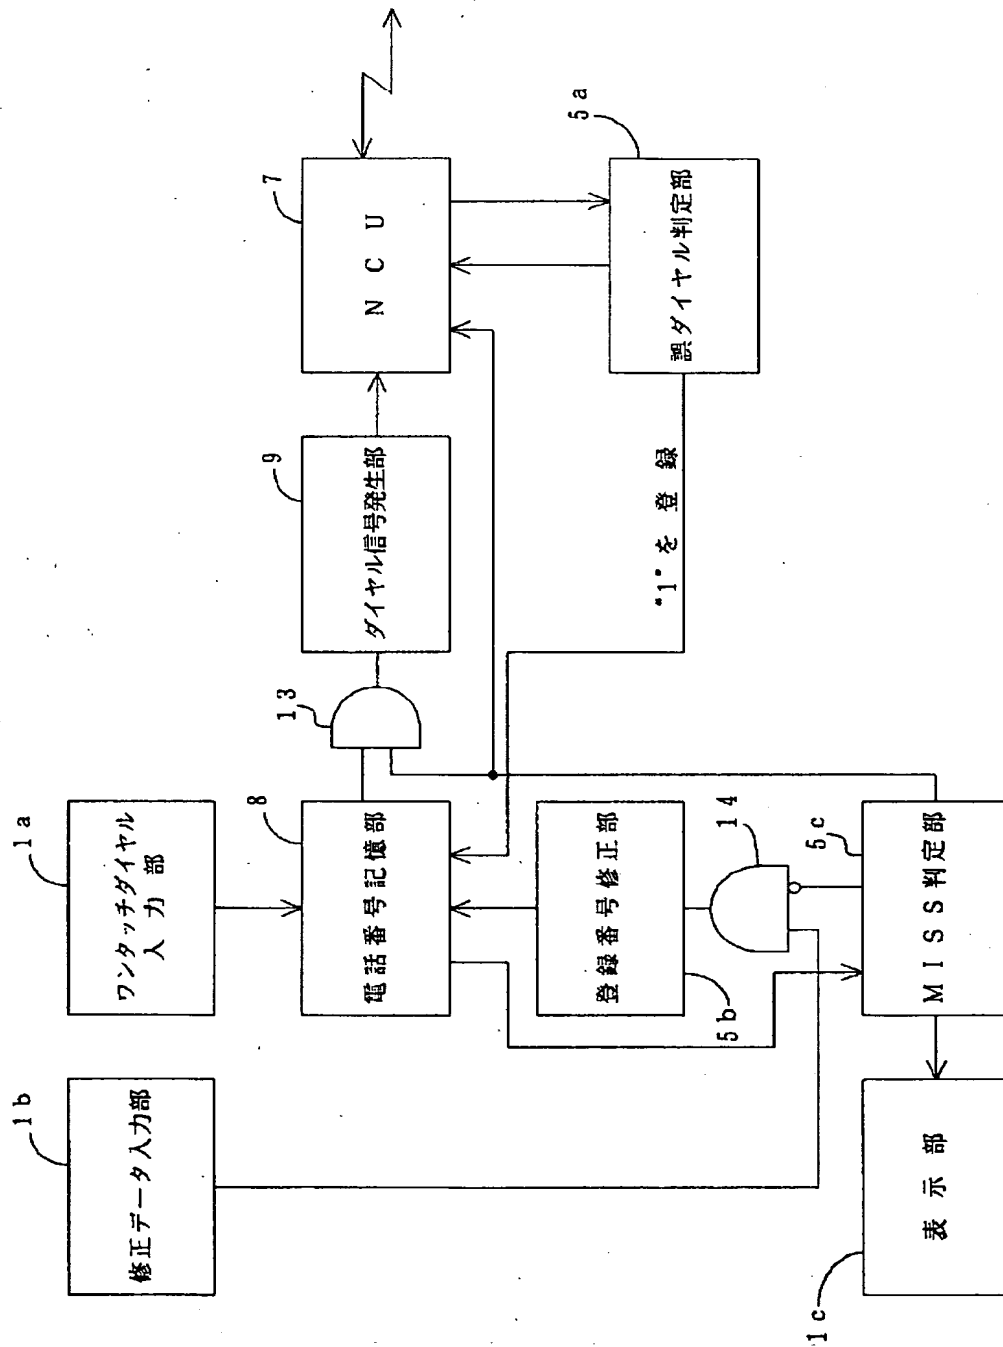 1b
修正データ入力部
1a
ワンタッチダイヤル
入力部
8
電話番号記憶部
13
9
ダイヤル信号発生部
7
NCU
5b
登録番号修正部
14
"1"を登録
5a
誤ダイヤル判定部
1c
表示部
5c
MISS判定部